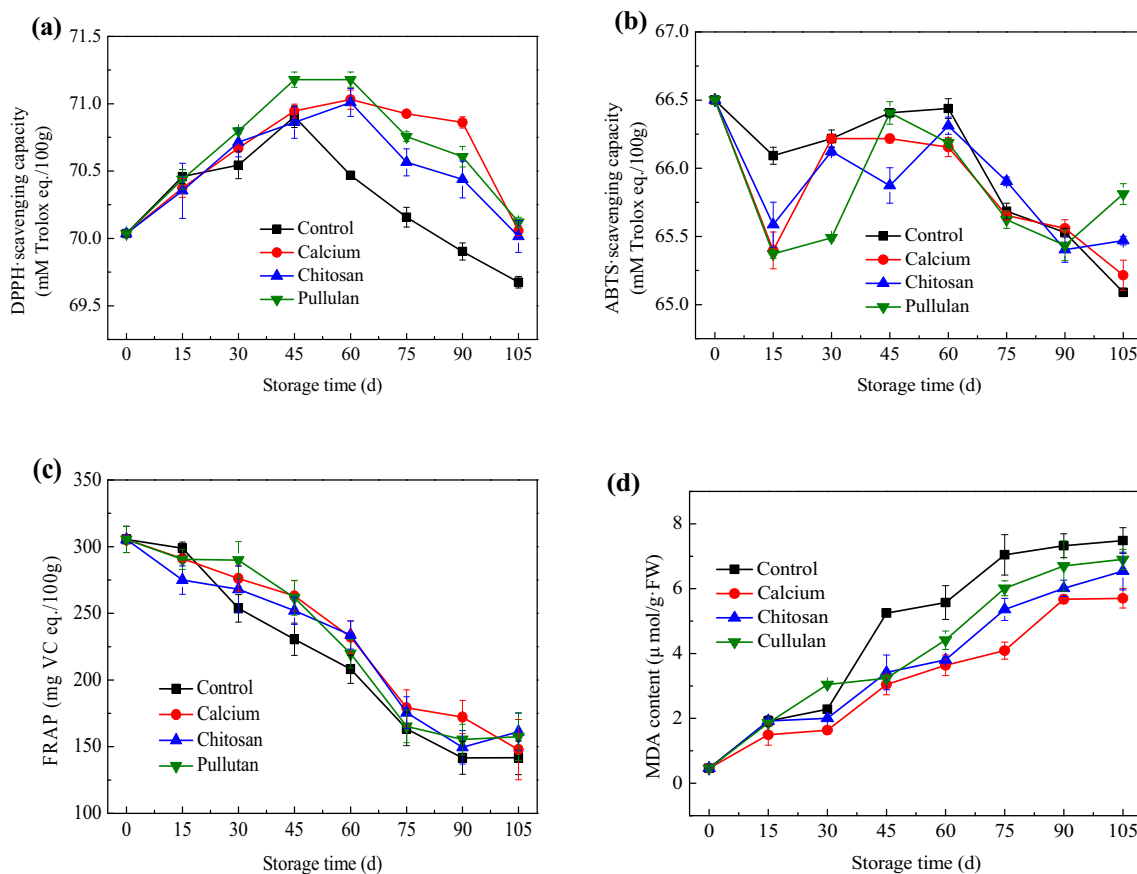 (a)
71.5
71.0
70.5
70.0
69.5
DPPH·scavenging capacity
(mM Trolox eq./100g)
Control
Calcium
Chitosan
Pullulan
0 15 30 45 60 75 90 105
Storage time (d)
(b)
67.0
66.5
66.0
65.5
65.0
ABTS·scavenging capacity
(mM Trolox eq./100g)
Control
Calcium
Chitosan
Pullulan
0 15 30 45 60 75 90 105
Storage time (d)
(c)
350
300
250
200
150
100
FRAP (mg VC eq./100g)
Control
Calcium
Chitosan
Pullutan
0 15 30 45 60 75 90 105
Storage time (d)
(d)
8
6
4
2
0
MDA content (μ mol/g·FW)
Control
Calcium
Chitosan
Cullulan
0 15 30 45 60 75 90 105
Storage time (d)